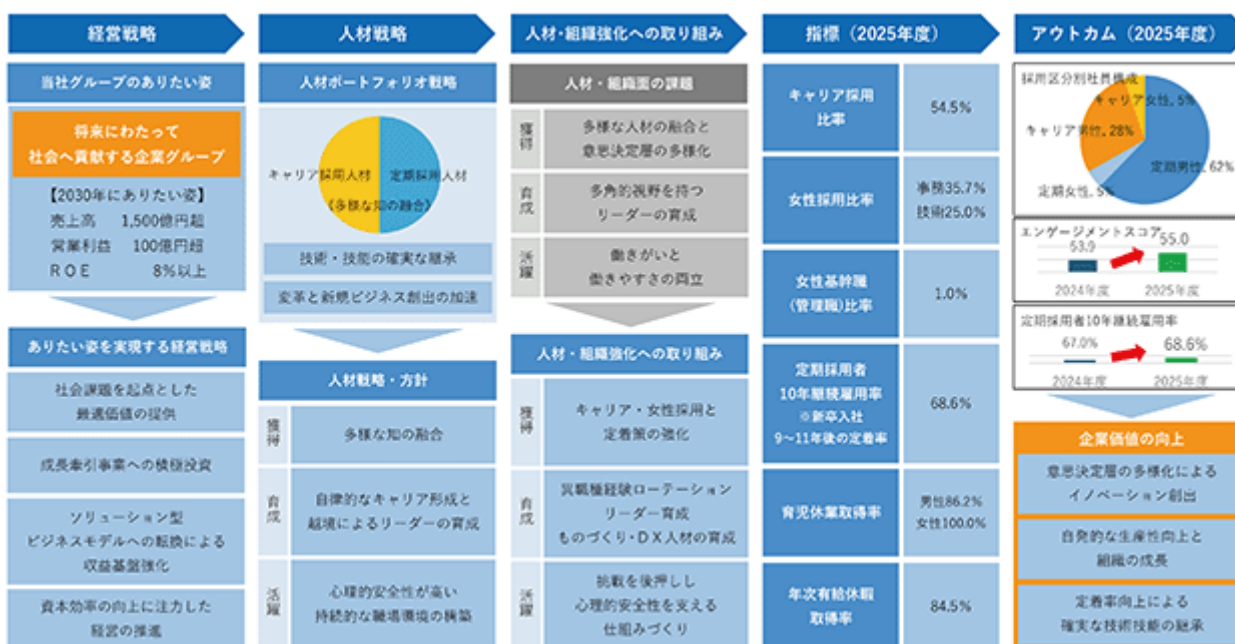 経営戦略
当社グループのありたい姿
将来にわたって
社会へ貢献する企業グループ
【2030年にありたい姿】
売上高 1,500億円超
営業利益 100億円超
ROE 8%以上
ありたい姿を実現する経営戦略
社会課題を起点とした
最適価値の提供
成長牽引事業への積極投資
ソリューション型
ビジネスモデルへの転換による
収益基盤強化
資本効率の向上に注力した
経営の推進
人材戦略
人材ポートフォリオ戦略
キャリア採用人材 定期採用人材
《多様な知の融合》
技術・技能の確実な継承
変革と新規ビジネス創出の加速
人材戦略・方針
獲得
多様な知の融合
育成
自律的なキャリア形成と
越境によるリーダーの育成
活躍
心理的安全性が高い
持続的な職場環境の構築
人材・組織強化への取り組み
人材・組織面の課題
獲得
多様な人材の融合と
意思決定層の多様化
育成
多角的視野を持つ
リーダーの育成
活躍
働きがいと
働きやすさの両立
人材・組織強化への取り組み
獲得
キャリア・女性採用と
定着策の強化
育成
異職種経験ローテーション
リーダー育成
ものづくり・DX人材の育成
活躍
挑戦を後押しし
心理的安全性を支える
仕組みづくり
指標（2025年度）
キャリア採用
比率
54.5%
女性採用比率
事務35.7%
技術25.0%
女性基幹職
（管理職）比率
1.0%
定期採用者
10年継続雇用率
※新卒入社
9～11年後の定着率
68.6%
育児休業取得率
男性86.2%
女性100.0%
年次有給休暇
取得率
84.5%
アウトカム（2025年度）
採用区分別社員構成
キャリア女性, 5%
キャリア男性, 28%
定期男性, 62%
定期女性, 5%
エンゲージメントスコア
53.9 55.0
2024年度 2025年度
定期採用者10年継続雇用率
67.0% 68.6%
2024年度 2025年度
企業価値の向上
意思決定層の多様化による
イノベーション創出
自発的な生産性向上と
組織の成長
定着率向上による
確実な技術技能の継承